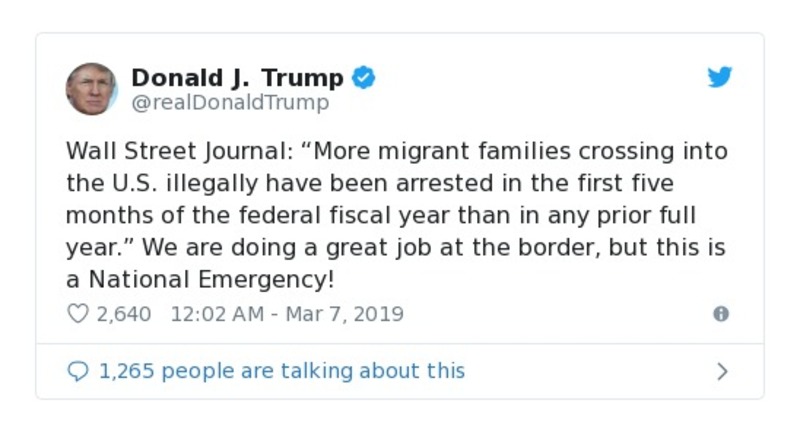 Donald J. Trump
@realDonaldTrump
Wall Street Journal: “More migrant families crossing into
the U.S. illegally have been arrested in the first five
months of the federal fiscal year than in any prior full
year.” We are doing a great job at the border, but this is
a National Emergency!
2,640 12:02 AM - Mar 7, 2019
1,265 people are talking about this